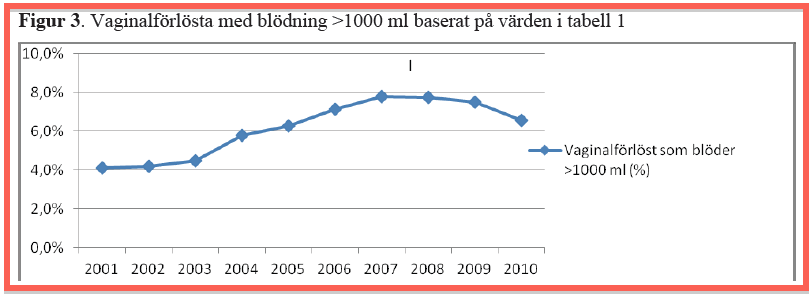 Figur 3. Vaginalförlösta med blödning >1000 ml baserat på värden i tabell 1
10,0%
8,0%
6,0%
4,0%
2,0%
0,0%
2001 2002 2003 2004 2005 2006 2007 2008 2009 2010
Vaginalförlöst som blöder
>1000 ml (%)